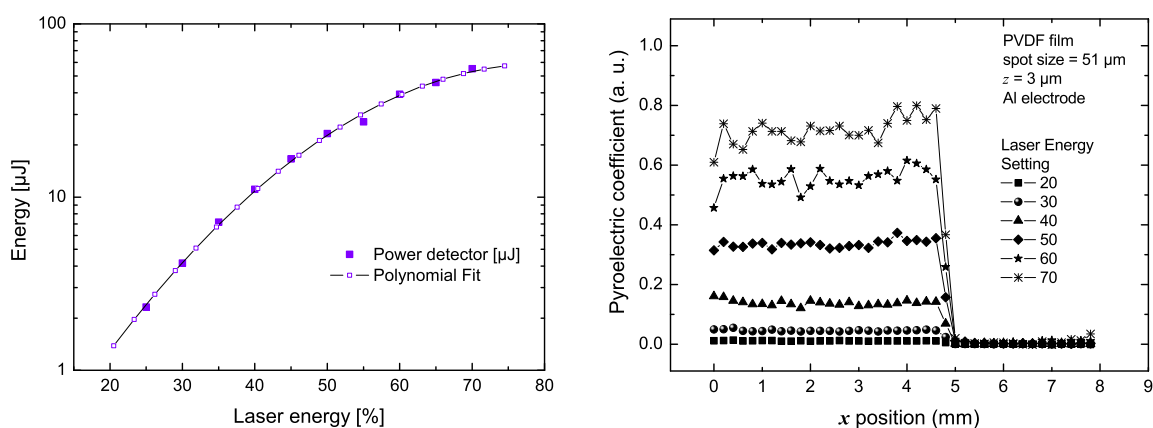 100
10
1
Energy [µJ]
20 30 40 50 60 70 80
Laser energy [%]
Power detector [µJ]
Polynomial Fit
1.0
0.8
0.6
0.4
0.2
0.0
Pyroelectric coefficient (a. u.)
0 1 2 3 4 5 6 7 8 9
x position (mm)
PVDF film
spot size = 51 µm
z = 3 µm
Al electrode
Laser Energy
Setting
20
30
40
50
60
70